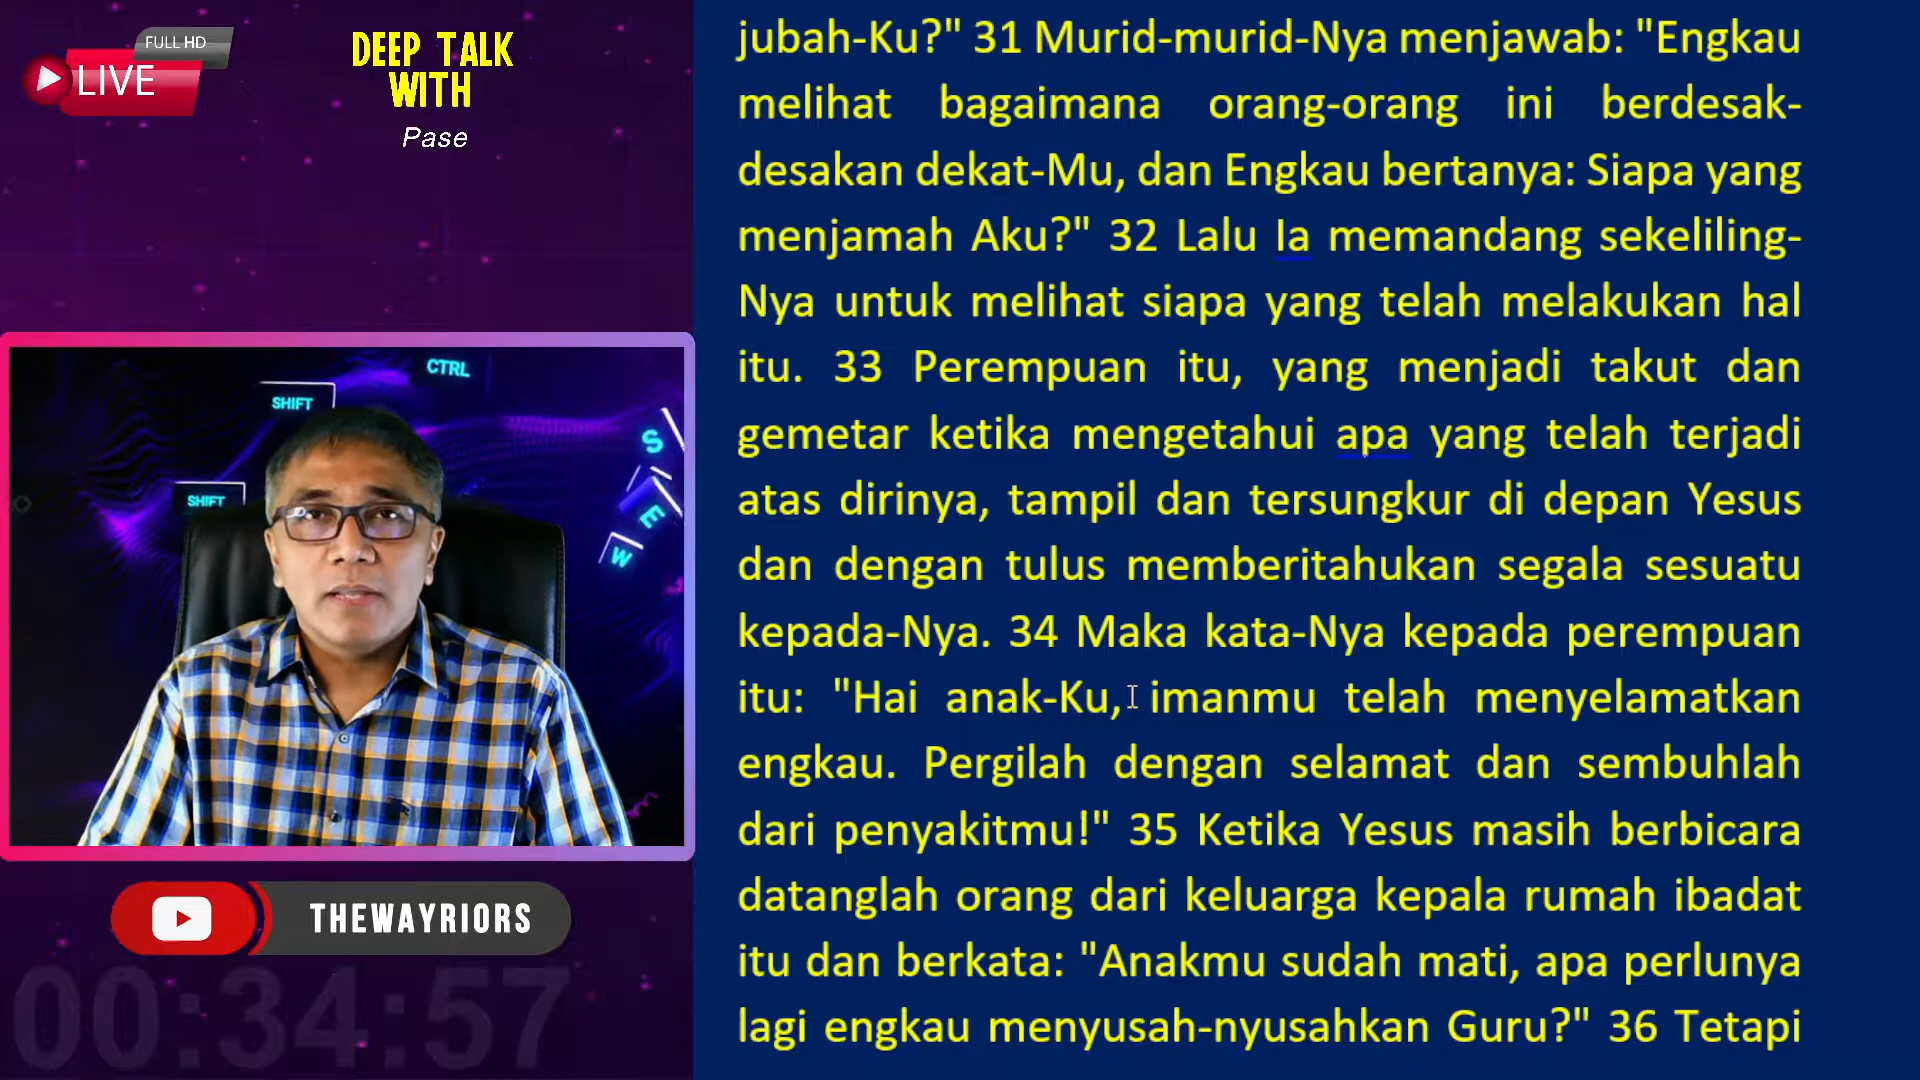 FULL HD
LIVE
DEEP TALK
WITH
Pase
CTRL
SHIFT
SHIFT
S
E
W
THEWAYRIORS
00:34:57
jubah-Ku?" 31 Murid-murid-Nya menjawab: "Engkau
melihat bagaimana orang-orang ini berdesak-
desakan dekat-Mu, dan Engkau bertanya: Siapa yang
menjamah Aku?" 32 Lalu Ia memandang sekeliling-
Nya untuk melihat siapa yang telah melakukan hal
itu. 33 Perempuan itu, yang menjadi takut dan
gemetar ketika mengetahui apa yang telah terjadi
atas dirinya, tampil dan tersungkur di depan Yesus
dan dengan tulus memberitahukan segala sesuatu
kepada-Nya. 34 Maka kata-Nya kepada perempuan
itu: "Hai anak-Ku, imanmu telah menyelamatkan
engkau. Pergilah dengan selamat dan sembuhlah
dari penyakitmu!" 35 Ketika Yesus masih berbicara
datanglah orang dari keluarga kepala rumah ibadat
itu dan berkata: "Anakmu sudah mati, apa perlunya
lagi engkau menyusah-nyusahkan Guru?" 36 Tetapi